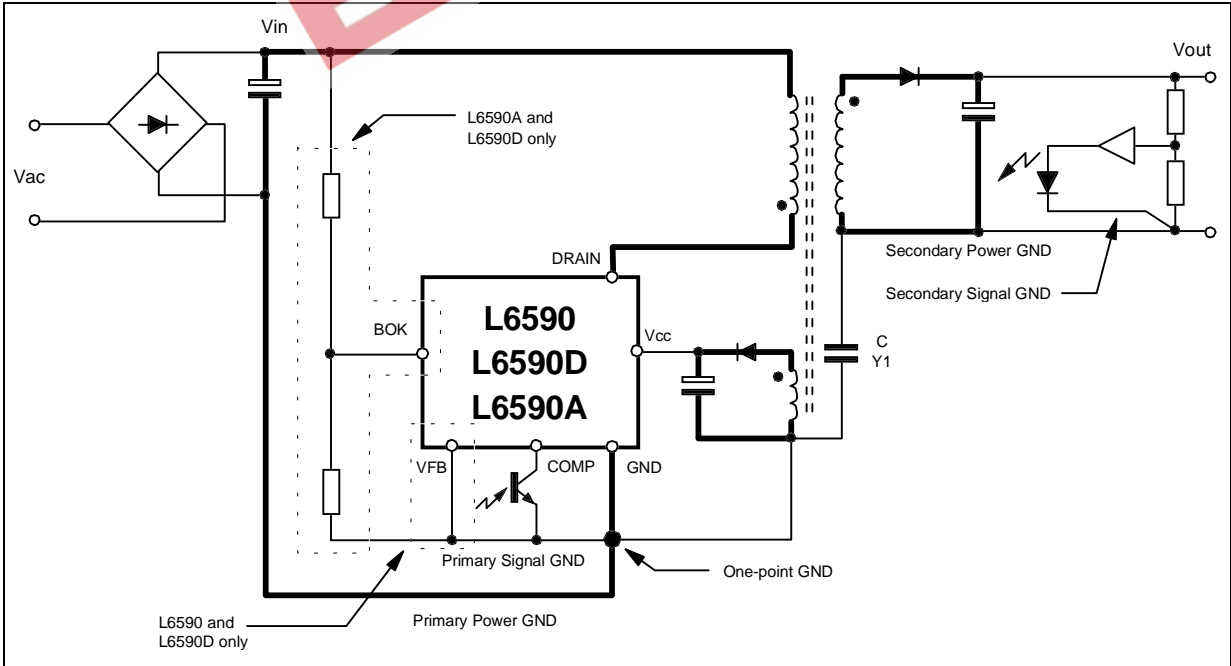 Vin
Vout
L6590A and
L6590D only
Vac
DRAIN
Secondary Power GND
Secondary Signal GND
BOK
L6590
L6590D
L6590A
Vcc
C
Y1
VFB
COMP
GND
Primary Signal GND
One-point GND
L6590 and
L6590D only
Primary Power GND